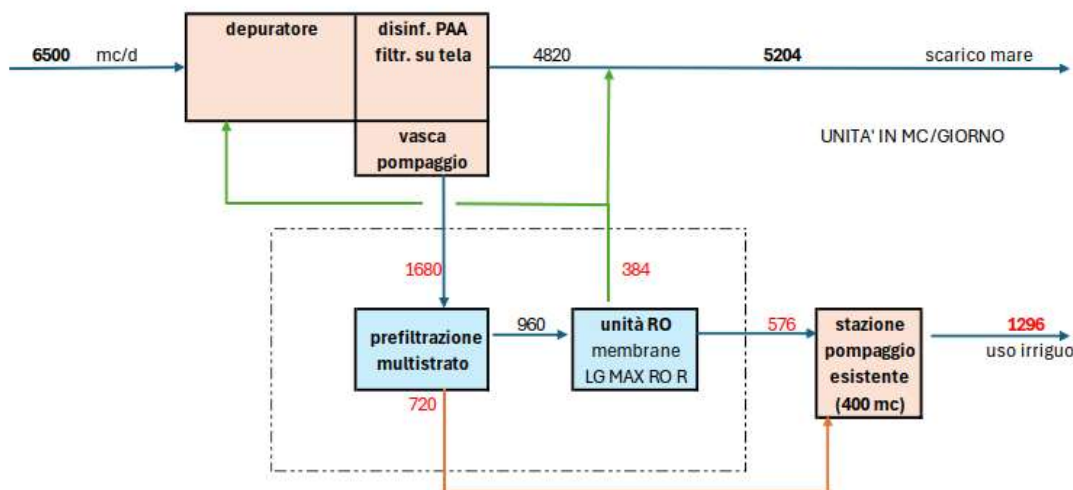 depuratore
disinf. PAA
filtr. su tela
6500 mc/d
4820
5204
scarico mare
vasca
pompaggio
UNITA' IN MC/GIORNO
1680
384
prefiltrazione
multistrato
960
unità RO
membrane
LG MAX RO R
576
stazione
pompaggio
esistente
(400 mc)
1296
uso irriguo
720